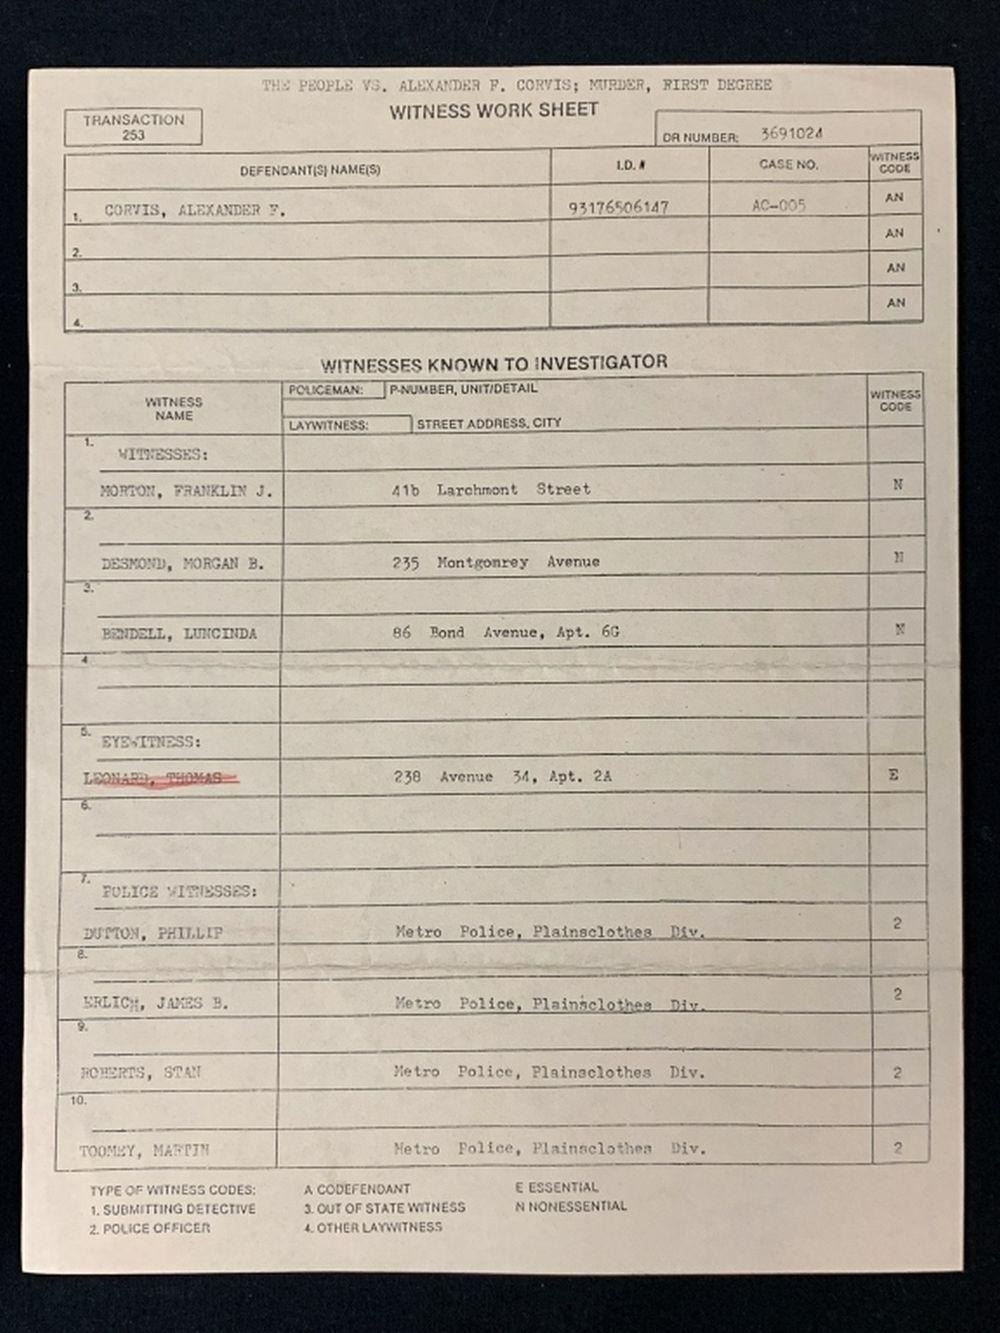 THE PEOPLE VS. ALEXANDER F. CORVIS; MURDER, FIRST DEGREE
WITNESS WORK SHEET
TRANSACTION
253
DR NUMBER: 3691024
DEFENDANT(S) NAME(S) I.D. # CASE NO. WITNESS CODE
1. CORVIS, ALEXANDER F. 93176506147 AC-005 AN
2. AN
3. AN
4. AN
WITNESSES KNOWN TO INVESTIGATOR
WITNESS NAME POLICEMAN: P-NUMBER, UNIT/DETAIL WITNESS CODE
LAYWITNESS: STREET ADDRESS, CITY
1. WITNESSES:
MORTON, FRANKLIN J. 41b Larchmont Street N
2.
DESMOND, MORGAN B. 235 Montgomrey Avenue N
3.
BENDELL, LUNCINDA 86 Bond Avenue, Apt. 6G N
4
5. EYEWITNESS:
LEONARD, THOMAS 238 Avenue 34, Apt. 2A E
6.
7. POLICE WITNESSES:
DUTTON, PHILLIP Metro Police, Plainsclothes Div. 2
8.
ERLICH, JAMES B. Metro Police, Plainsclothes Div. 2
9.
ROBERTS, STAN Metro Police, Plainsclothes Div. 2
10.
TOOMEY, MARTIN Metro Police, Plainsclothes Div. 2
TYPE OF WITNESS CODES: A CODEFENDANT E ESSENTIAL
1. SUBMITTING DETECTIVE 3. OUT OF STATE WITNESS N NONESSENTIAL
2. POLICE OFFICER 4. OTHER LAYWITNESS